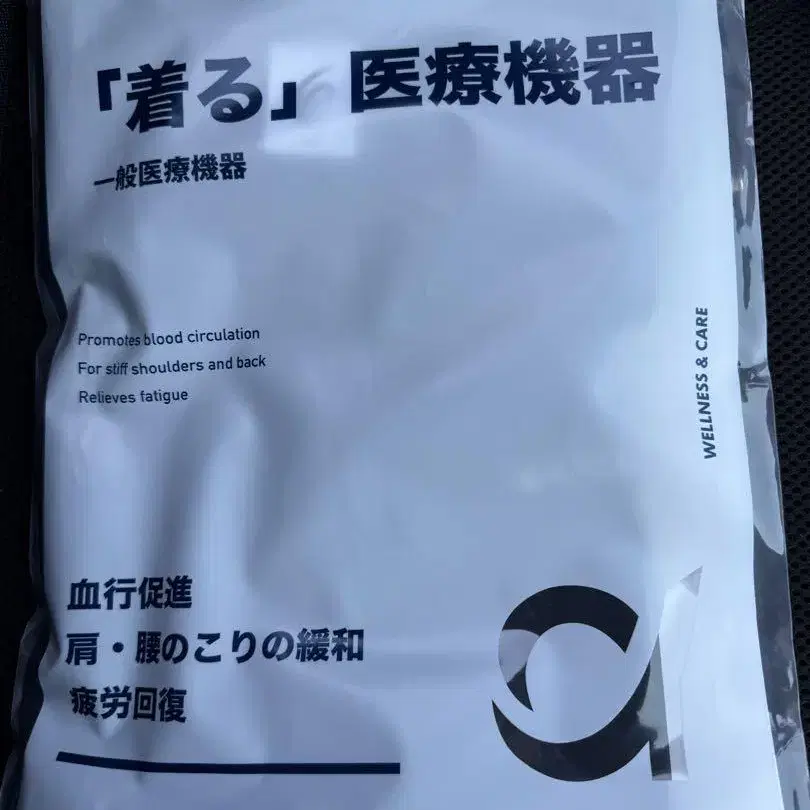 「着る」医療機器
一般医療機器
Promotes blood circulation
For stiff shoulders and back
Relieves fatigue
WELLNESS & CARE
血行促進
肩・腰のこりの緩和
疲労回復